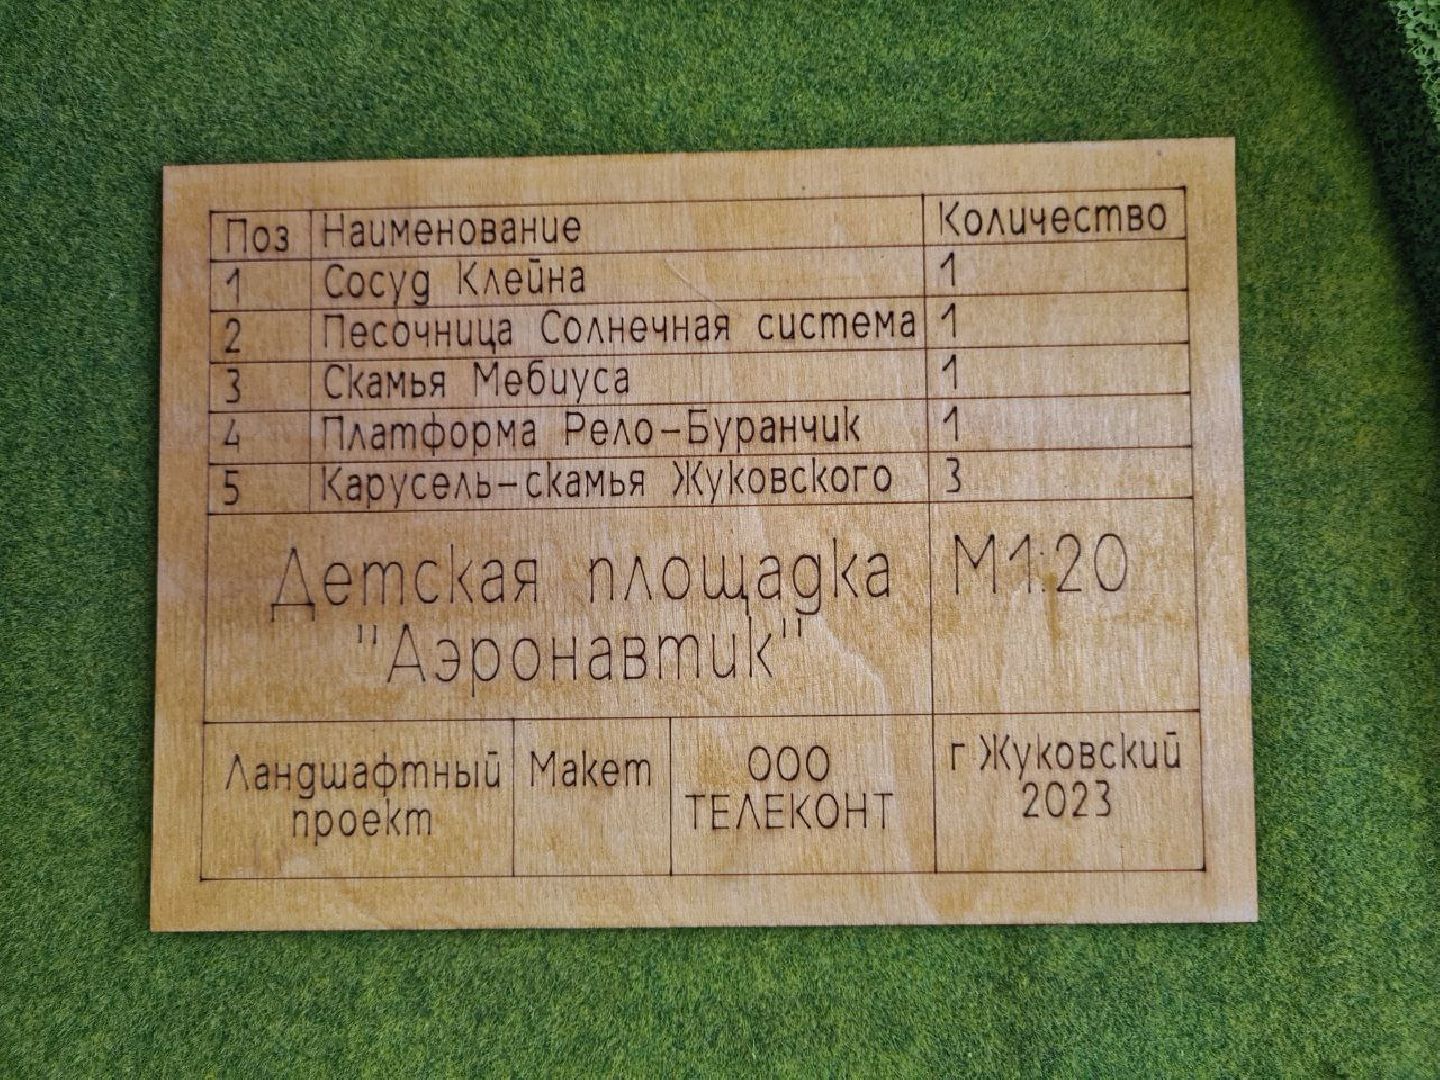 Поз Наименование Количество
1 Сосуд Клейна 1
2 Песочница Солнечная система 1
3 Скамья Мебиуса 1
4 Платформа Рело-Буранчик 1
5 Карусель-скамья Жуковского 3
Детская площадка М1:20
"Аэронавтик"
Ландшафтный Макет ООО г Жуковский
проект ТЕЛЕКОНТ 2023